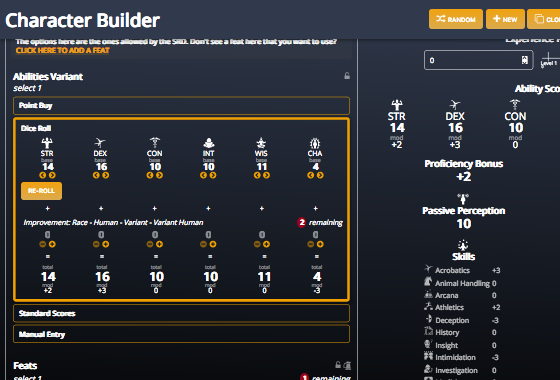 Character Builder
RANDOM
NEW
CLO
The options here are the ones allowed by the SRD. Don't see a feat here that you want to use?
CLICK HERE TO ADD A FEAT
Abilities Variant
select 1
Point Buy
Dice Roll
STR DEX CON INT WIS CHA
base base base base base base
14 16 10 10 11 4
RE-ROLL
+ + + + + +
Improvement: Race - Human - Variant - Variant Human 2 remaining
0 0 0 0 0 0
= = = = = =
total total total total total total
14 16 10 10 11 4
mod mod mod mod mod mod
+2 +3 0 0 0 -3
Standard Scores
Manual Entry
Feats
select 1 1 remaining
Experience
0
Level 1
Ability Sco
STR DEX CON
14 16 10
mod mod mod
+2 +3 0
Proficiency Bonus
+2
Passive Perception
10
Skills
Acrobatics +3
Animal Handling 0
Arcana 0
Athletics +2
Deception -3
History 0
Insight 0
Intimidation -3
Investigation 0